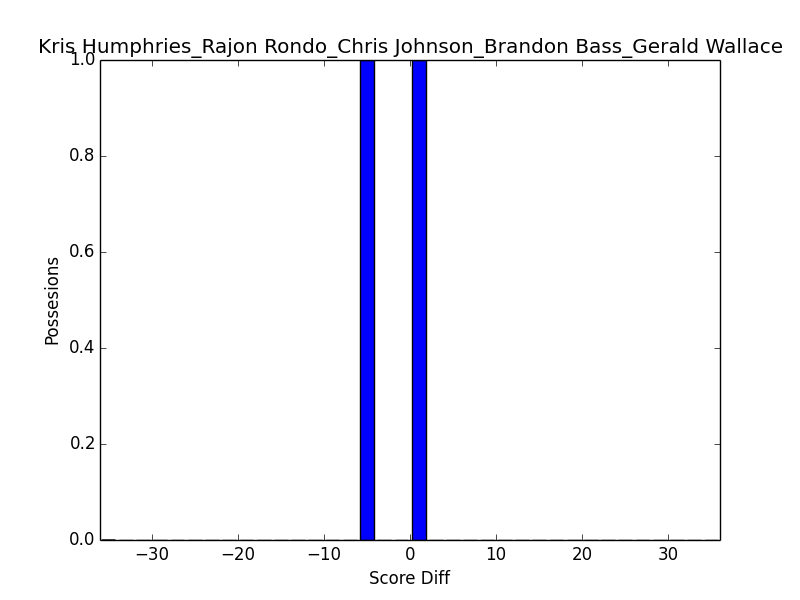 Kris Humphries_Rajon Rondo_Chris Johnson_Brandon Bass_Gerald Wallace
1.0
0.8
0.6
0.4
0.2
0.0
Possesions
−30 −20 −10 0 10 20 30
Score Diff